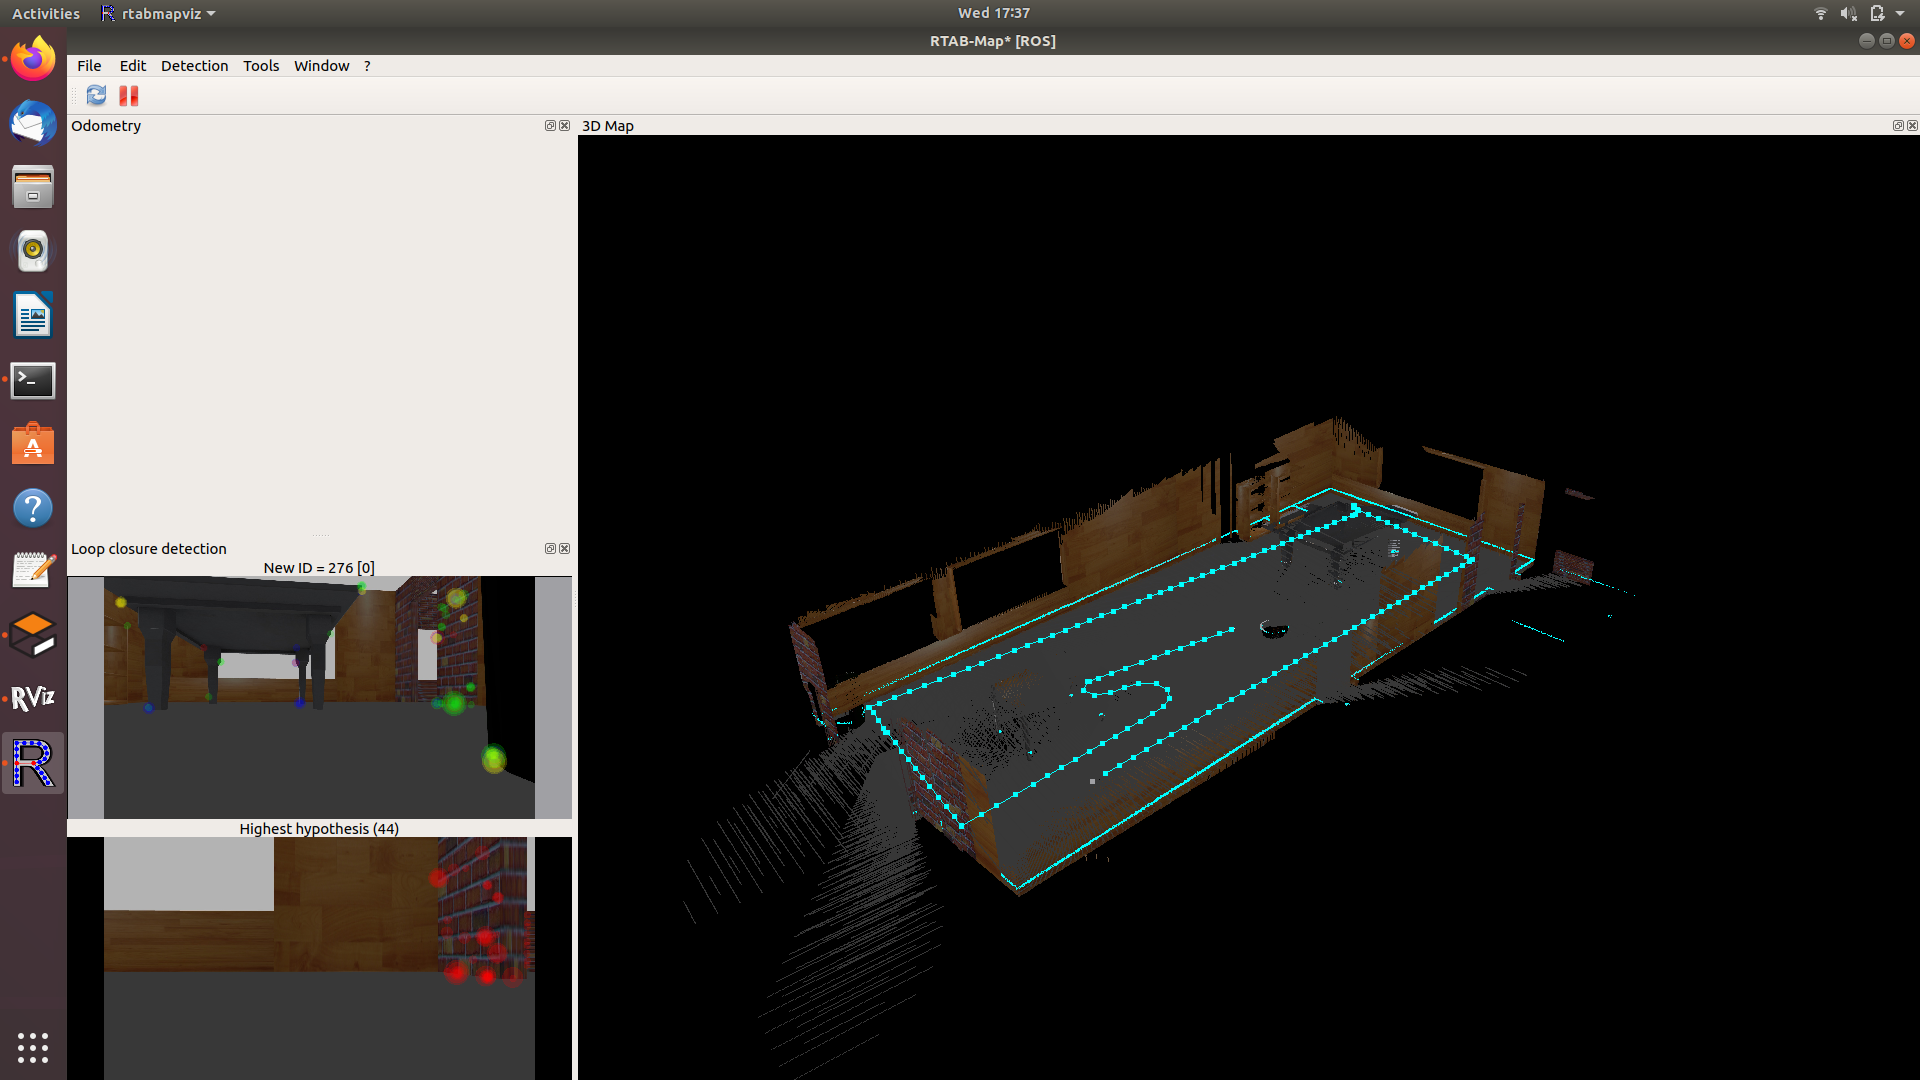 Activities
rtabmapviz
Wed 17:37
RTAB-Map* [ROS]
File Edit Detection Tools Window ?
Odometry
3D Map
Loop closure detection
New ID = 276 [0]
Highest hypothesis (44)
RViz
R